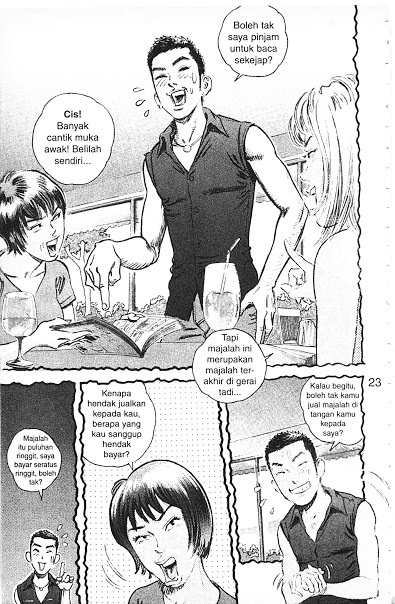 Boleh tak
saya pinjam
untuk baca
sekejap?
Cis!
Banyak
cantik muka
awak! Belilah
sendiri...
Tapi
majalah ini
merupakan
majalah ter-
akhir di gerai
tadi...
23
Kalau begitu,
boleh tak kamu
jual majalah di
tangan kamu
kepada
saya?
Kenapa
hendak jualkan
kepada kau,
berapa yang
kau sanggup
hendak
bayar?
Majalah
itu puluhan
ringgit, saya
bayar seratus
ringgit, boleh
tak?